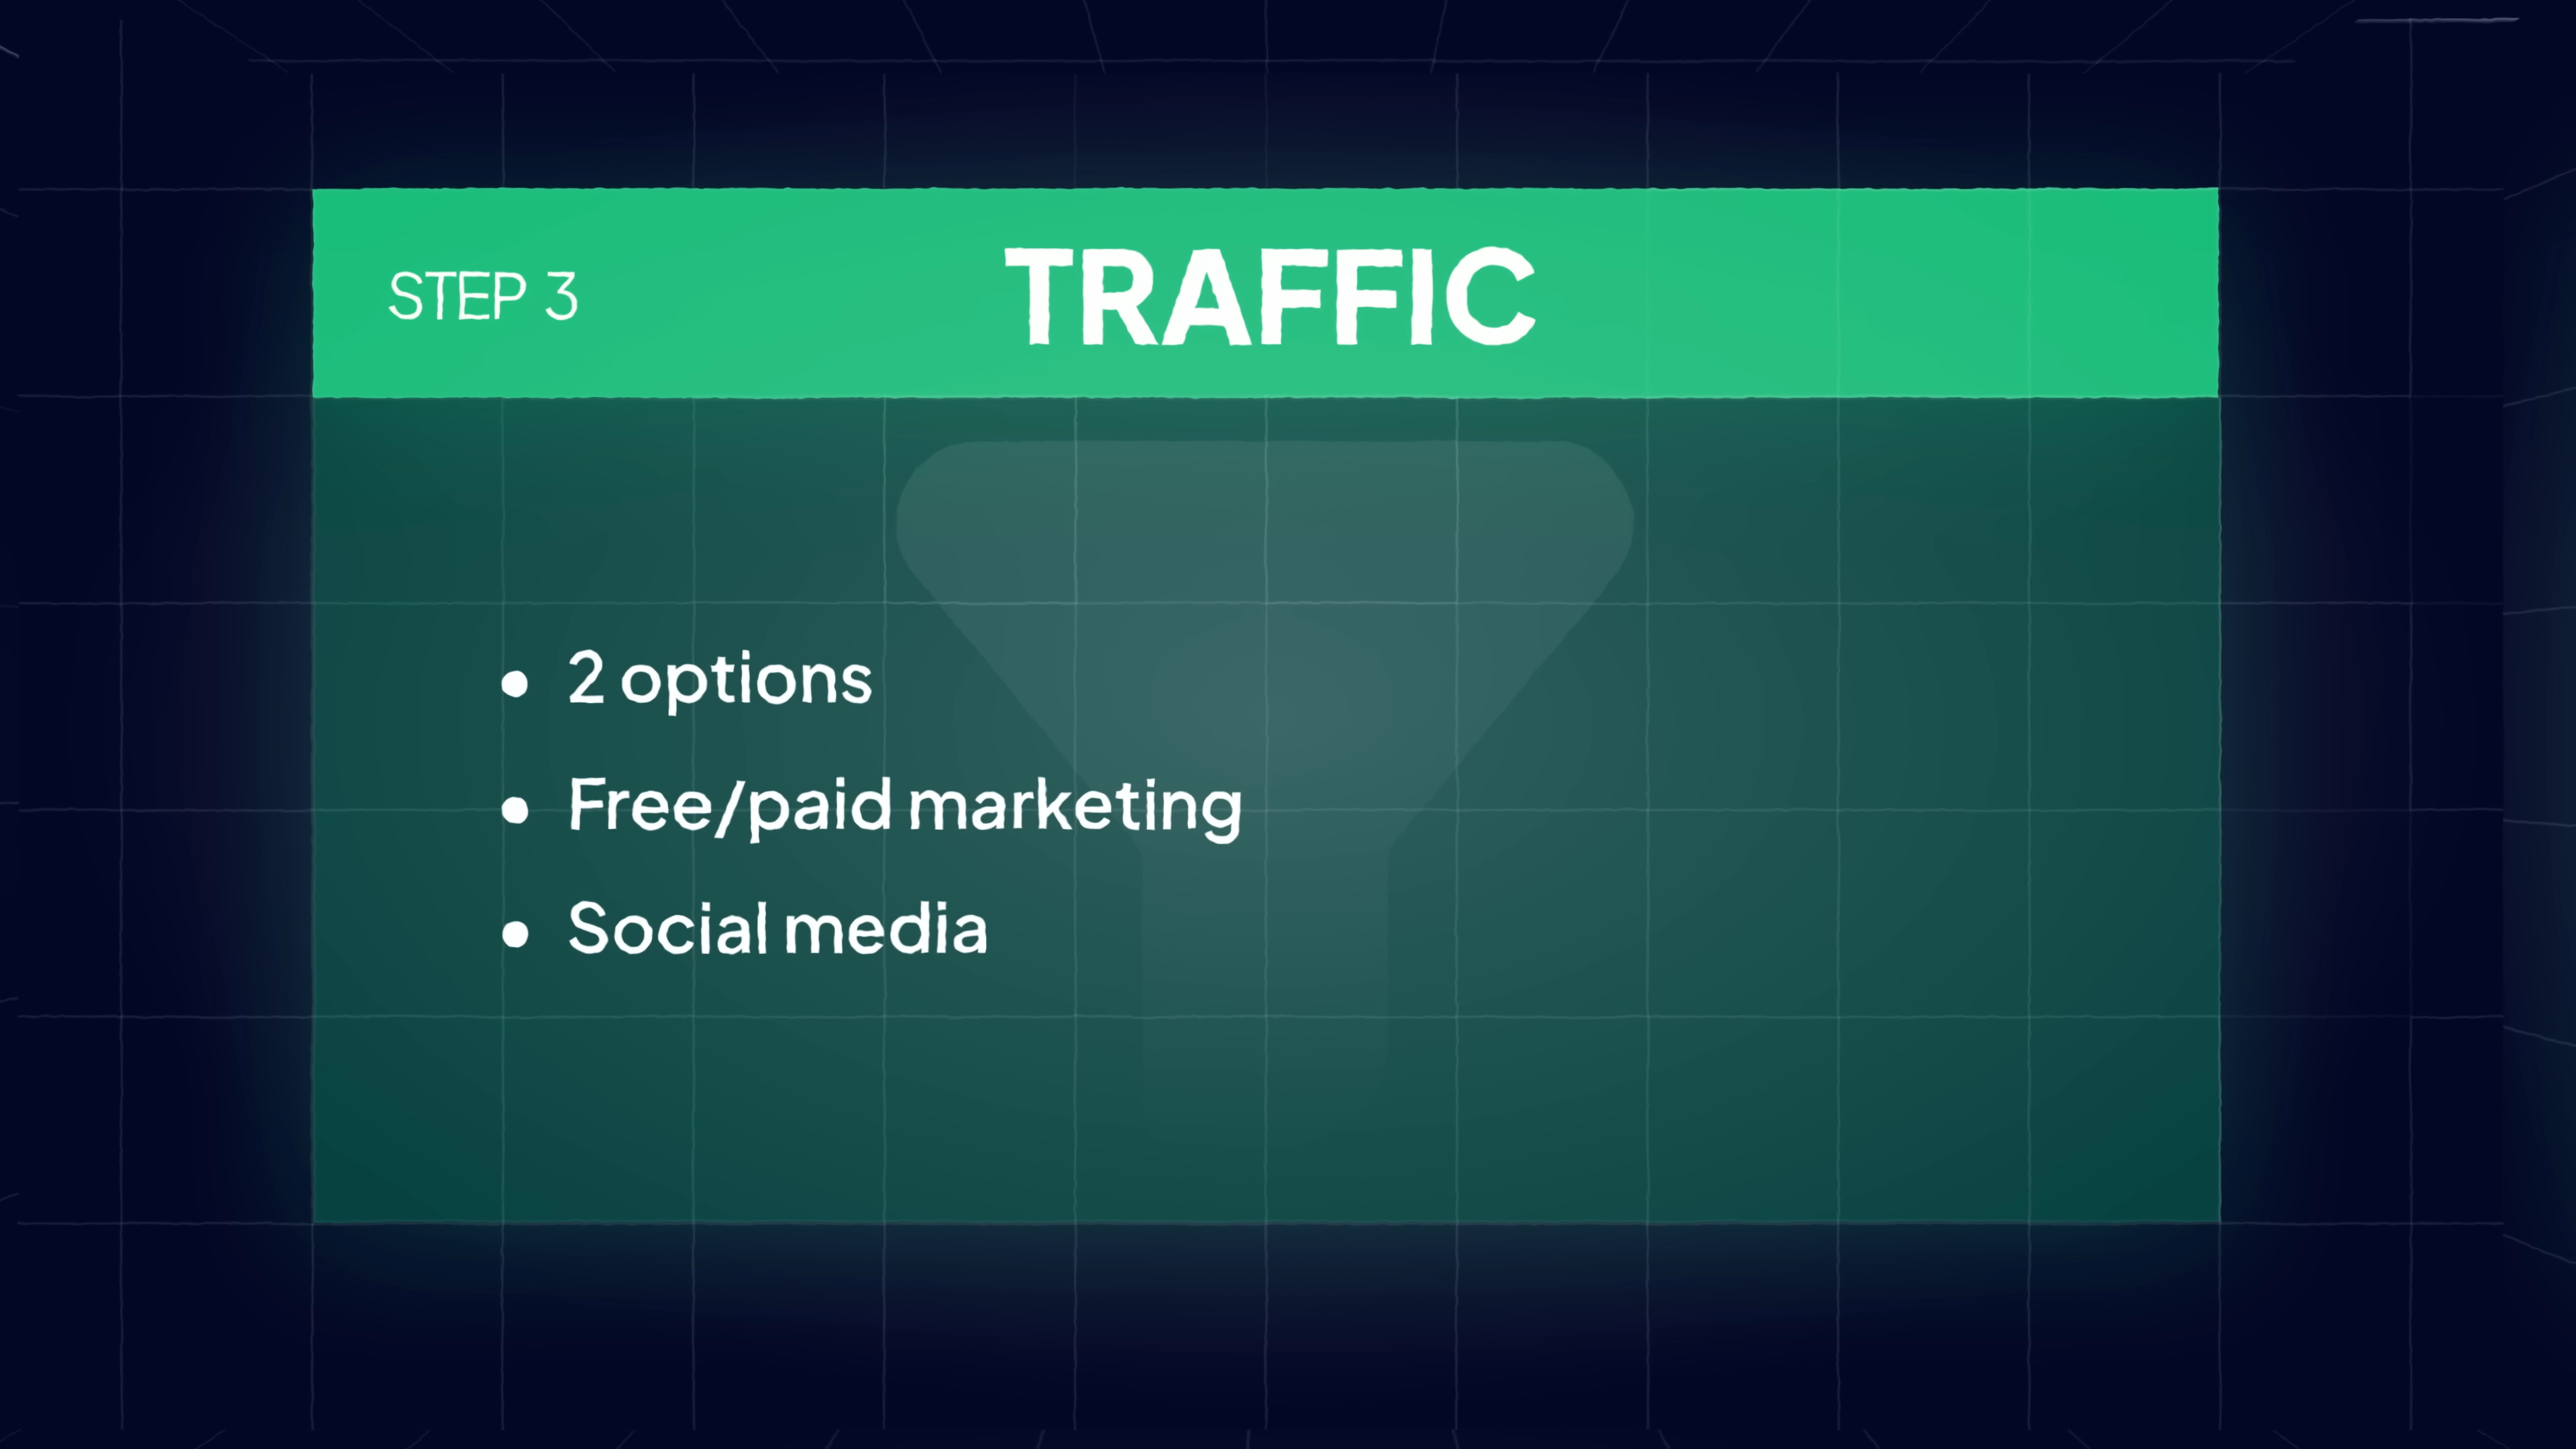 STEP 3
TRAFFIC
• 2 options
• Free/paid marketing
• Social media